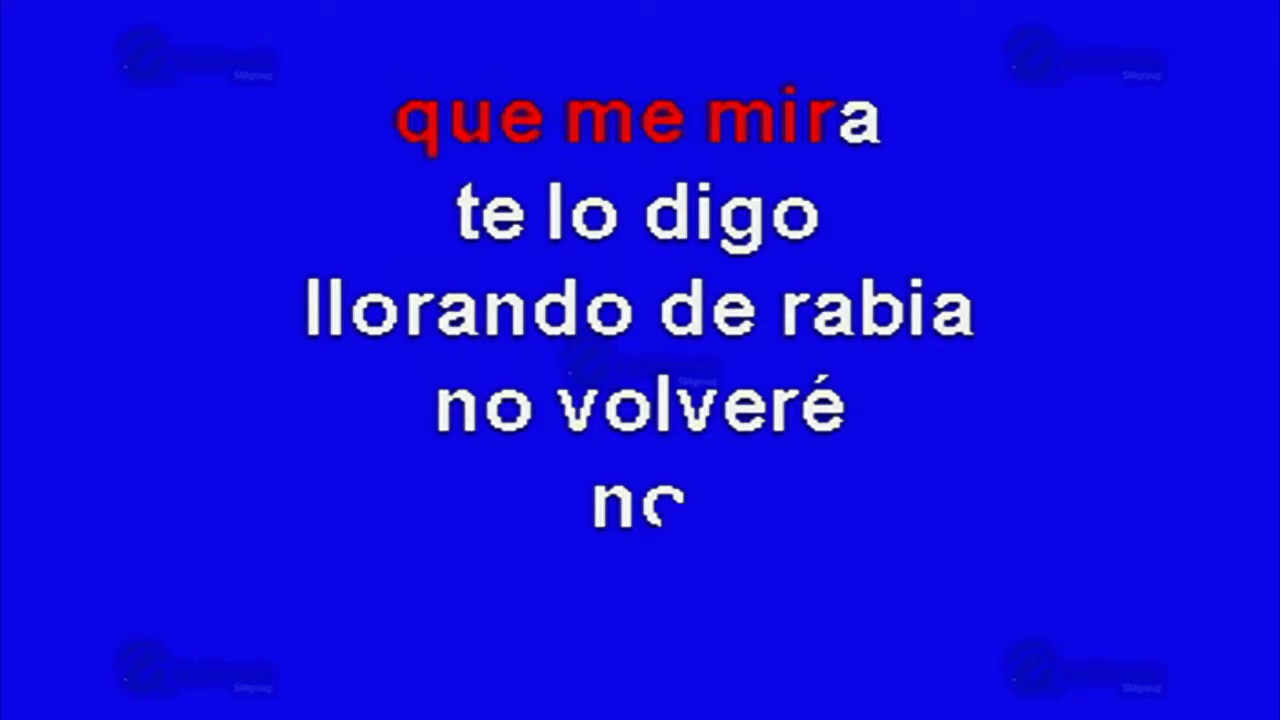 que me mira
te lo digo
llorando de rabia
no volveré
no